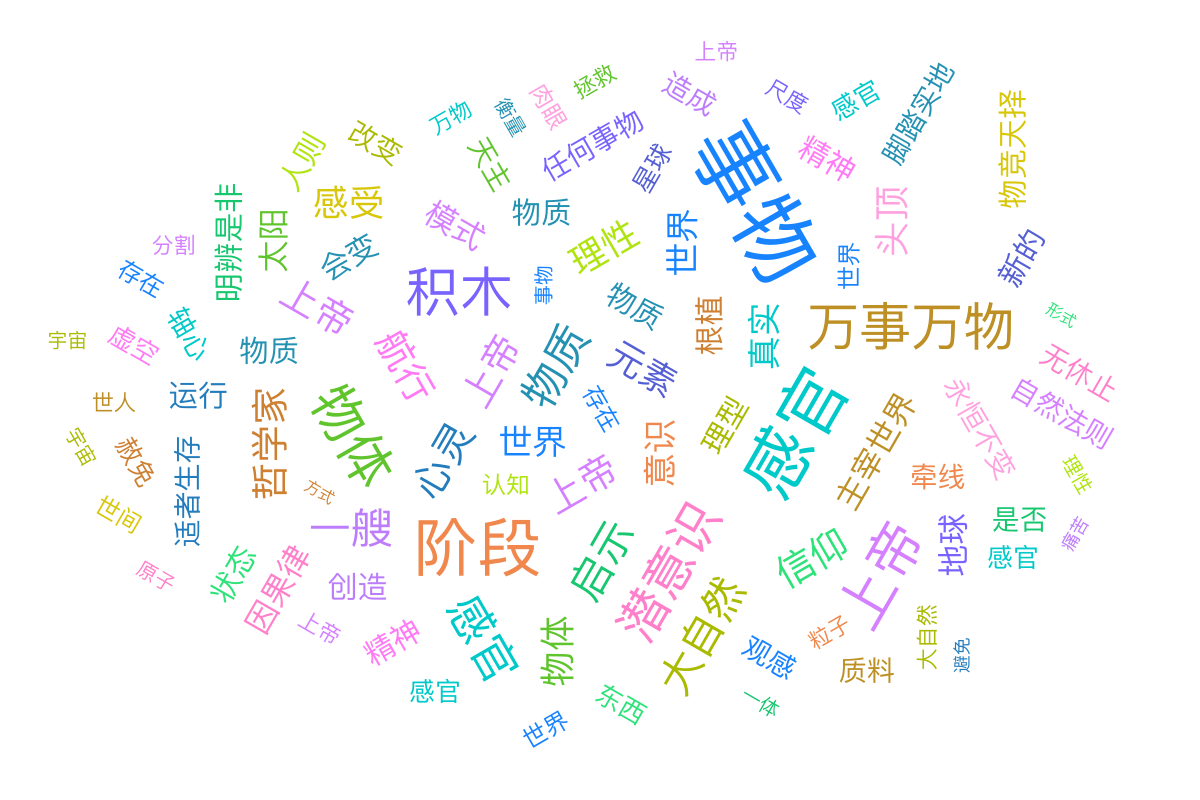 上帝
拯救
造成
尺度
感官
脚踏实地
肉眼
衡量
万物
物竞天择
改变
人则
天主
任何事物
星球
事物
精神
感受
物质
模式
理性
世界
头顶
明辨是非
太阳
分割
会变
世界
新的
存在
上帝
积木
事物
物质
根植
真实
万事万物
形式
宇宙
虚空
轴心
物质
航行
上帝
物质
元素
无休止
自然法则
永恒不变
世人
运行
哲学家
物体
心灵
世界
存在
意识
理型
感官
主宰世界
牵线
理性
宇宙
赦免
适者生存
方式
认知
上帝
世间
一艘
阶段
启示
潜意识
信仰
上帝
地球
是否
感官
痛苦
原子
状态
因果律
创造
上帝
精神
感官
物体
大自然
观感
粒子
质料
大自然
避免
感官
东西
一体
世界